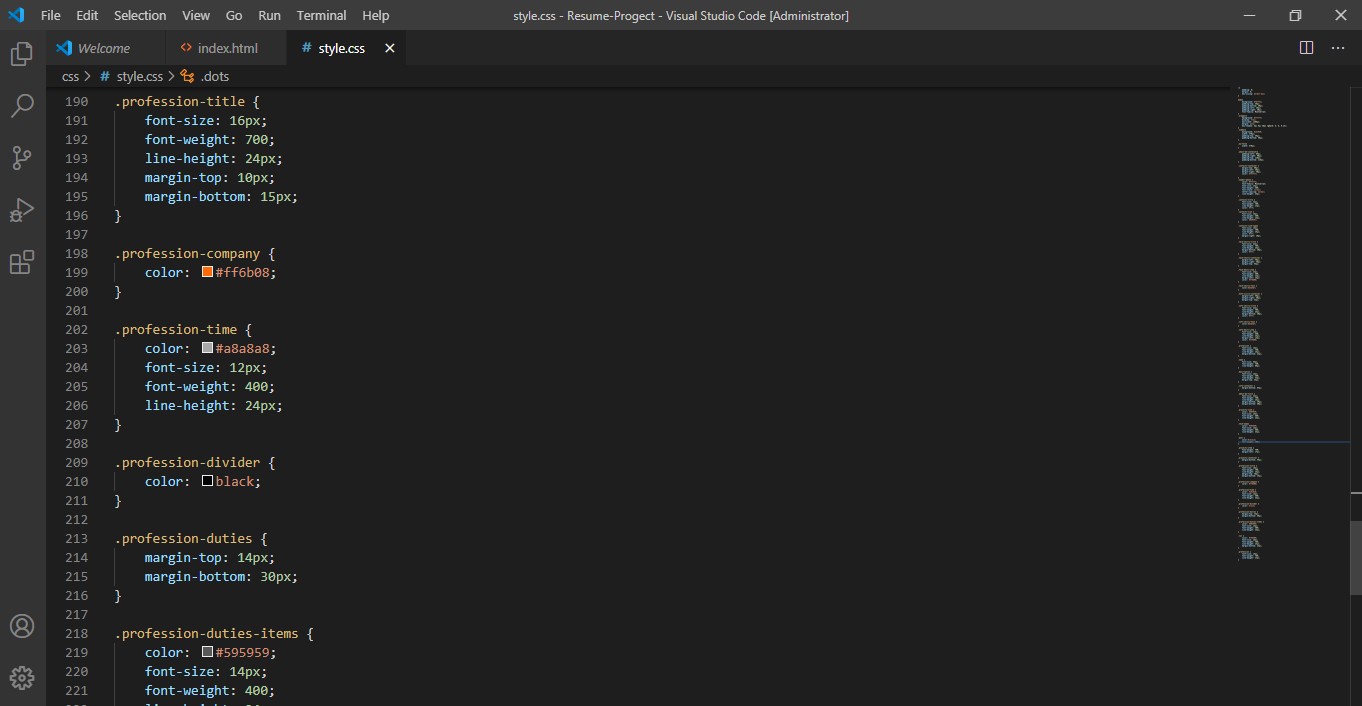 File Edit Selection View Go Run Terminal Help style.css - Resume-Progect - Visual Studio Code [Administrator]
Welcome index.html # style.css
css > # style.css > .dots
190 .profession-title {
191 font-size: 16px;
192 font-weight: 700;
193 line-height: 24px;
194 margin-top: 10px;
195 margin-bottom: 15px;
196 }
197
198 .profession-company {
199 color: #ff6b08;
200 }
201
202 .profession-time {
203 color: #a8a8a8;
204 font-size: 12px;
205 font-weight: 400;
206 line-height: 24px;
207 }
208
209 .profession-divider {
210 color: black;
211 }
212
213 .profession-duties {
214 margin-top: 14px;
215 margin-bottom: 30px;
216 }
217
218 .profession-duties-items {
219 color: #595959;
220 font-size: 14px;
221 font-weight: 400;